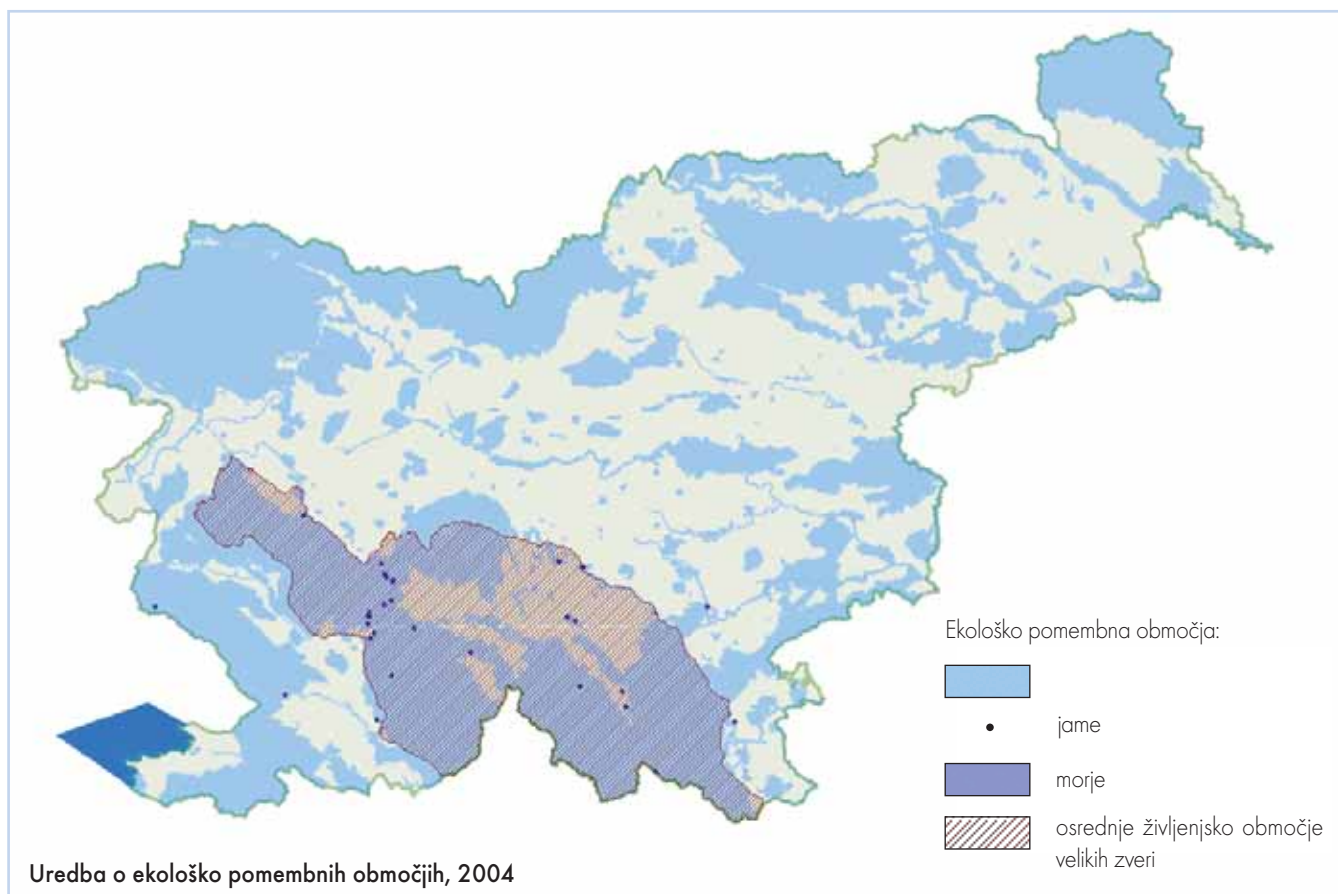 Ekološko pomembna območja:
jame
morje
osrednje življenjsko območje
velikih zveri
Uredba o ekološko pomembnih območjih, 2004